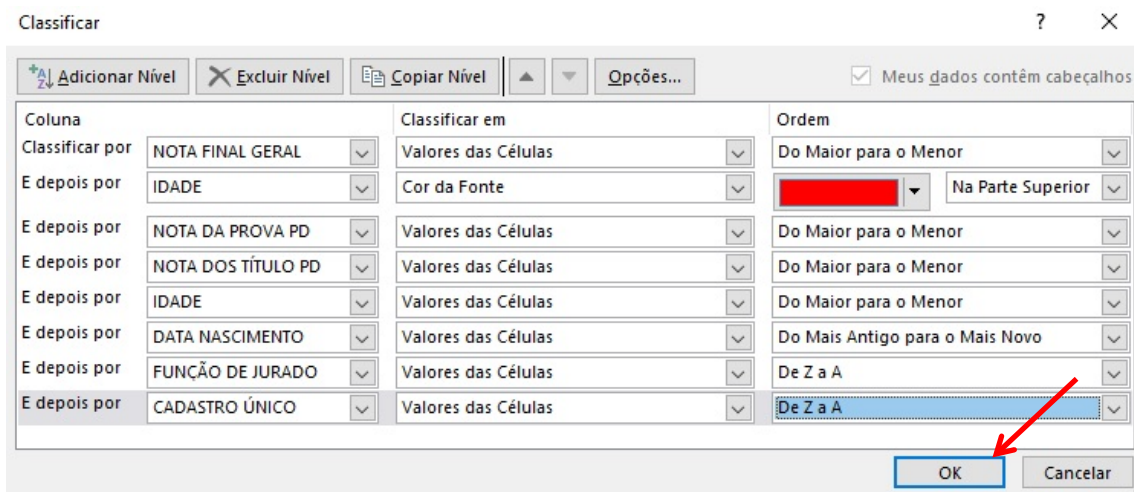 Classificar ?
Adicionar Nível Excluir Nível Copiar Nível Opções... Meus dados contêm cabeçalhos
Coluna Classificar em Ordem
Classificar por NOTA FINAL GERAL Valores das Células Do Maior para o Menor
E depois por IDADE Cor da Fonte Na Parte Superior
E depois por NOTA DA PROVA PD Valores das Células Do Maior para o Menor
E depois por NOTA DOS TÍTULO PD Valores das Células Do Maior para o Menor
E depois por IDADE Valores das Células Do Maior para o Menor
E depois por DATA NASCIMENTO Valores das Células Do Mais Antigo para o Mais Novo
E depois por FUNÇÃO DE JURADO Valores das Células De Z a A
E depois por CADASTRO ÚNICO Valores das Células De Z a A
OK Cancelar